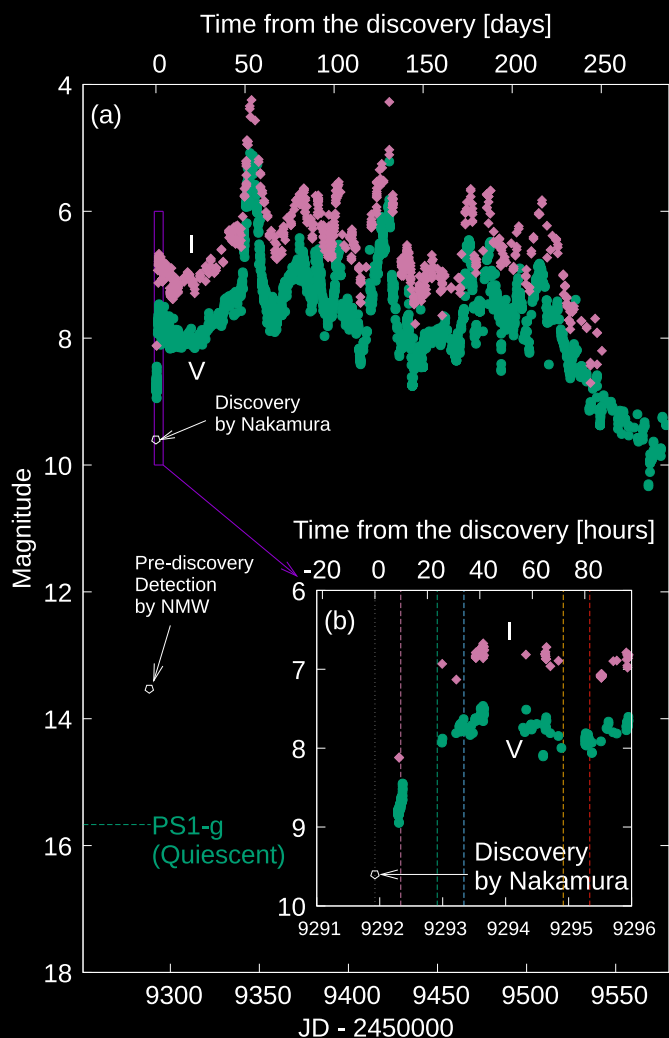 Time from the discovery [days]
0 50 100 150 200 250
4
(a)
6
I
8
V
Discovery
by Nakamura
10
Magnitude
Time from the discovery [hours]
-20 0 20 40 60 80
Pre-discovery
Detection
by NMW
12
6
(b)
I
7
14
V
8
PS1-g
(Quiescent)
16
9
Discovery
by Nakamura
10
9291 9292 9293 9294 9295 9296
18
9300 9350 9400 9450 9500 9550
JD - 2450000